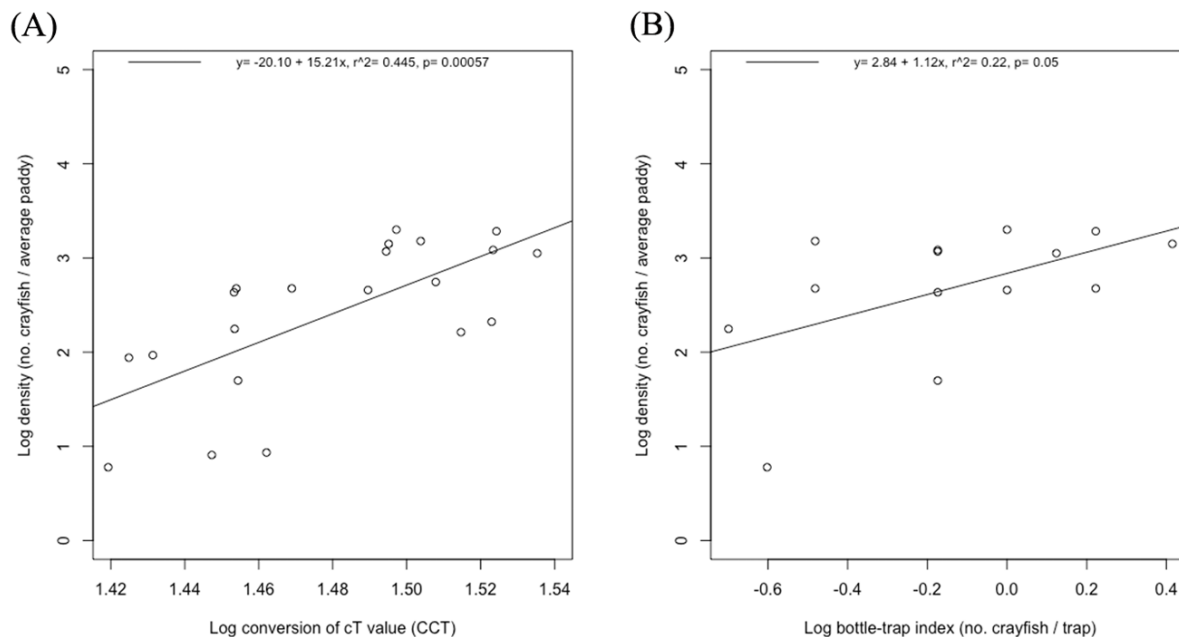 (A)
y= -20.10 + 15.21x, r^2= 0.445, p= 0.00057
Log density (no. crayfish / average paddy)
5
4
3
2
1
0
1.42 1.44 1.46 1.48 1.50 1.52 1.54
Log conversion of cT value (CCT)
(B)
y= 2.84 + 1.12x, r^2= 0.22, p= 0.05
Log density (no. crayfish / average paddy)
5
4
3
2
1
0
-0.6 -0.4 -0.2 0.0 0.2 0.4
Log bottle-trap index (no. crayfish / trap)